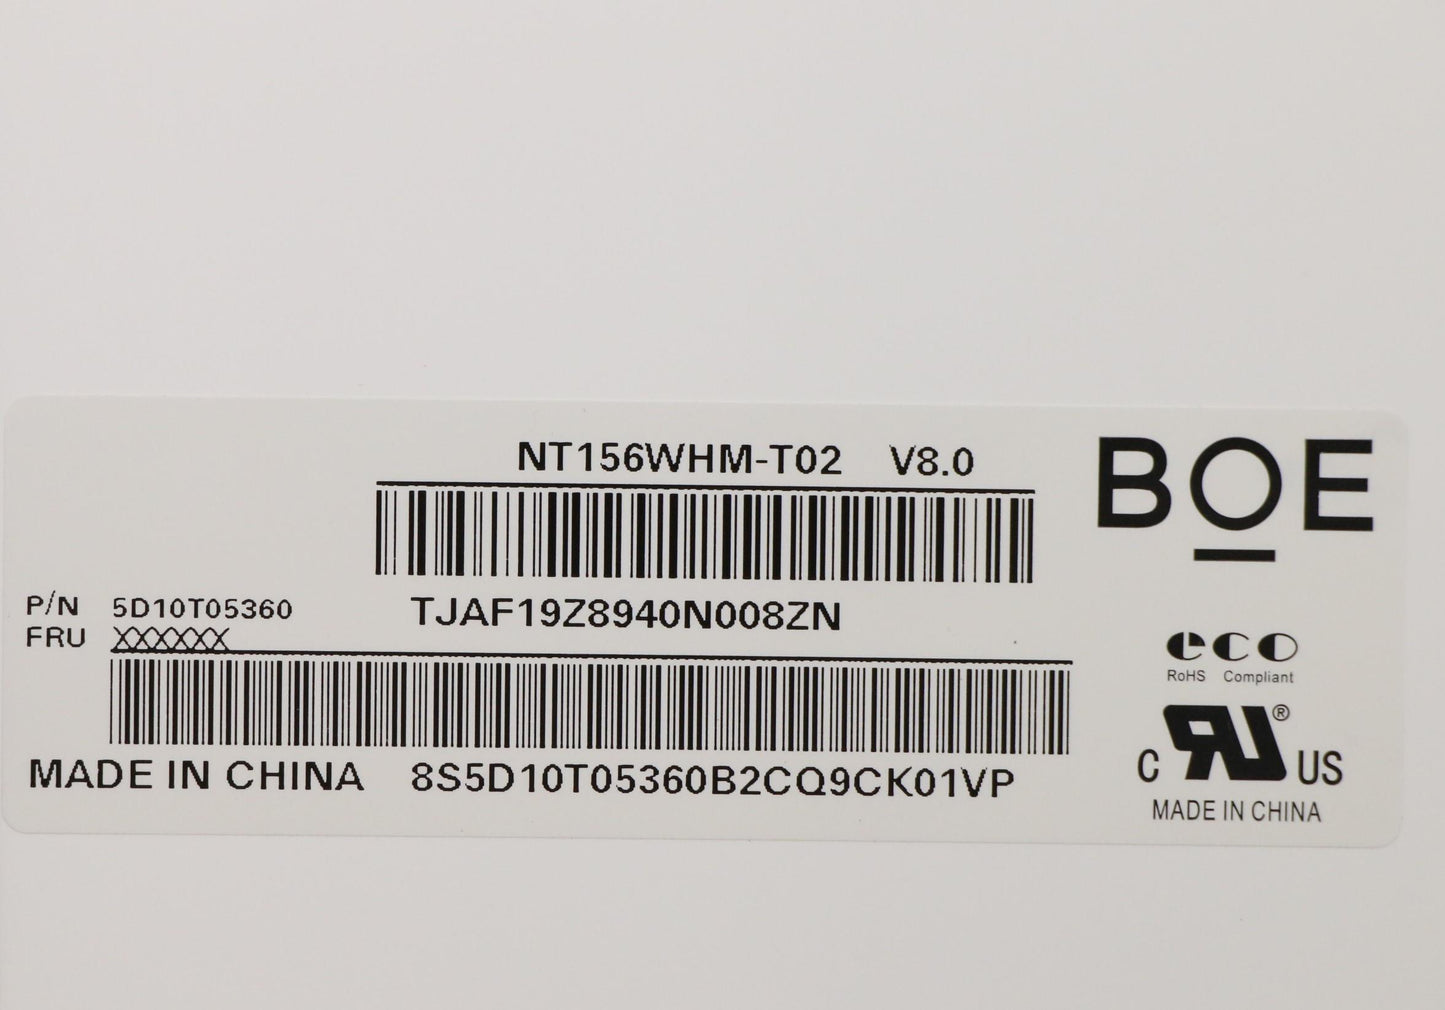 NT156WHM-T02 V8.0
BOE
P/N 5D10T05360
TJAF19Z8940N008ZN
FRU XXXXXX
eco
RoHS Compliant
MADE IN CHINA 8S5D10T05360B2CQ9CK01VP
C RU ® US
MADE IN CHINA